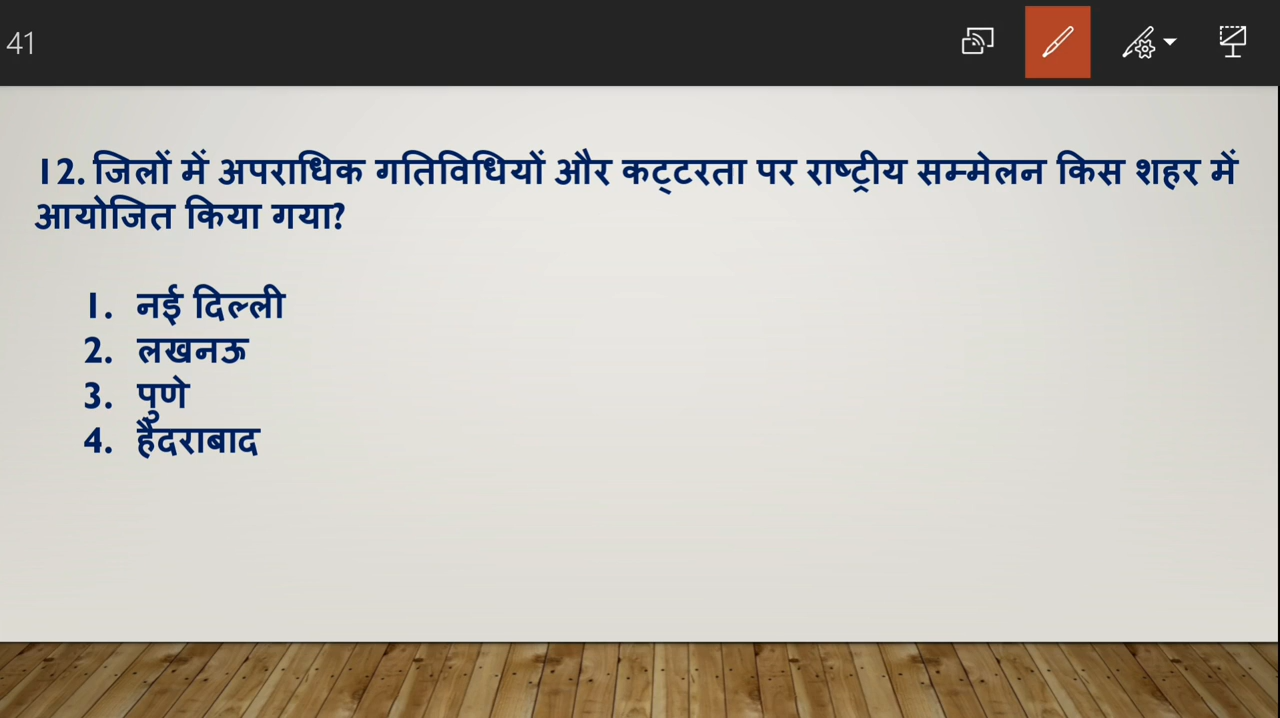 41
12. जिलों में अपराधिक गतिविधियों और कट्टरता पर राष्ट्रीय सम्मेलन किस शहर में
आयोजित किया गया?
1. नई दिल्ली
2. लखनऊ
3. पुणे
4. हैदराबाद